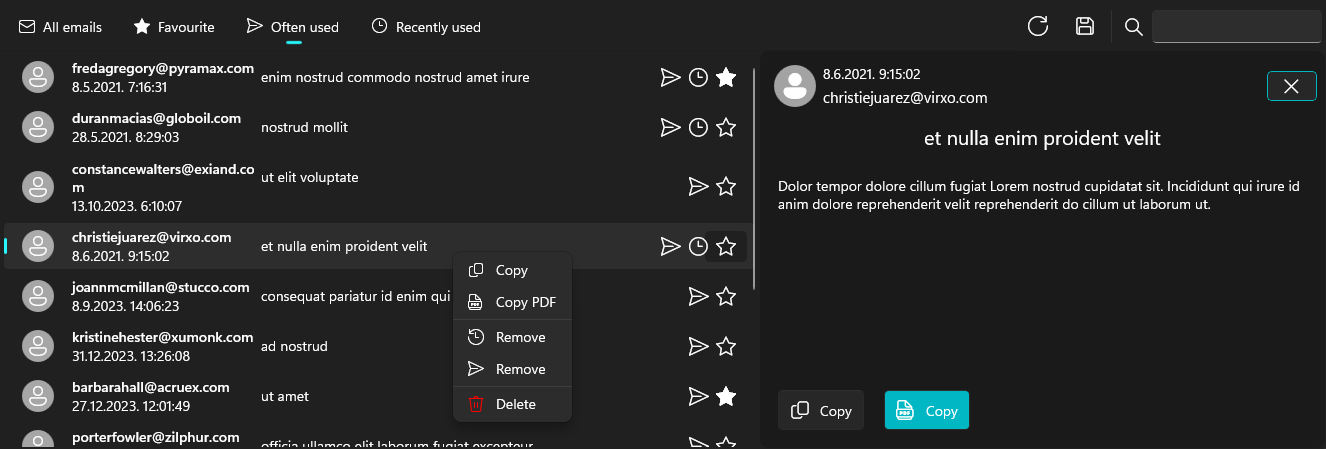 All emails
Favourite
Often used
Recently used
fredagregory@pyramax.com
8.5.2021. 7:16:31
enim nostrud commodo nostrud amet irure
duranmacias@globoil.com
28.5.2021. 8:29:03
nostrud mollit
constancewalters@exiand.co
m
13.10.2023. 6:10:07
ut elit voluptate
christiejuarez@virxo.com
8.6.2021. 9:15:02
et nulla enim proident velit
joannmcmillan@stucco.com
8.9.2023. 14:06:23
consequat pariatur id enim qui
kristinehester@xumonk.com
31.12.2023. 13:26:08
ad nostrud
barbarahall@acruex.com
27.12.2023. 12:01:49
ut amet
porterfowler@zilphur.com
officia ullamco elit laborum fugiat excepteur
Copy
PDF
Copy PDF
Remove
Remove
Delete
8.6.2021. 9:15:02
christiejuarez@virxo.com
et nulla enim proident velit
Dolor tempor dolore cillum fugiat Lorem nostrud cupidatat sit. Incididunt qui irure id
anim dolore reprehenderit velit reprehenderit do cillum ut laborum ut.
Copy
PDF
Copy